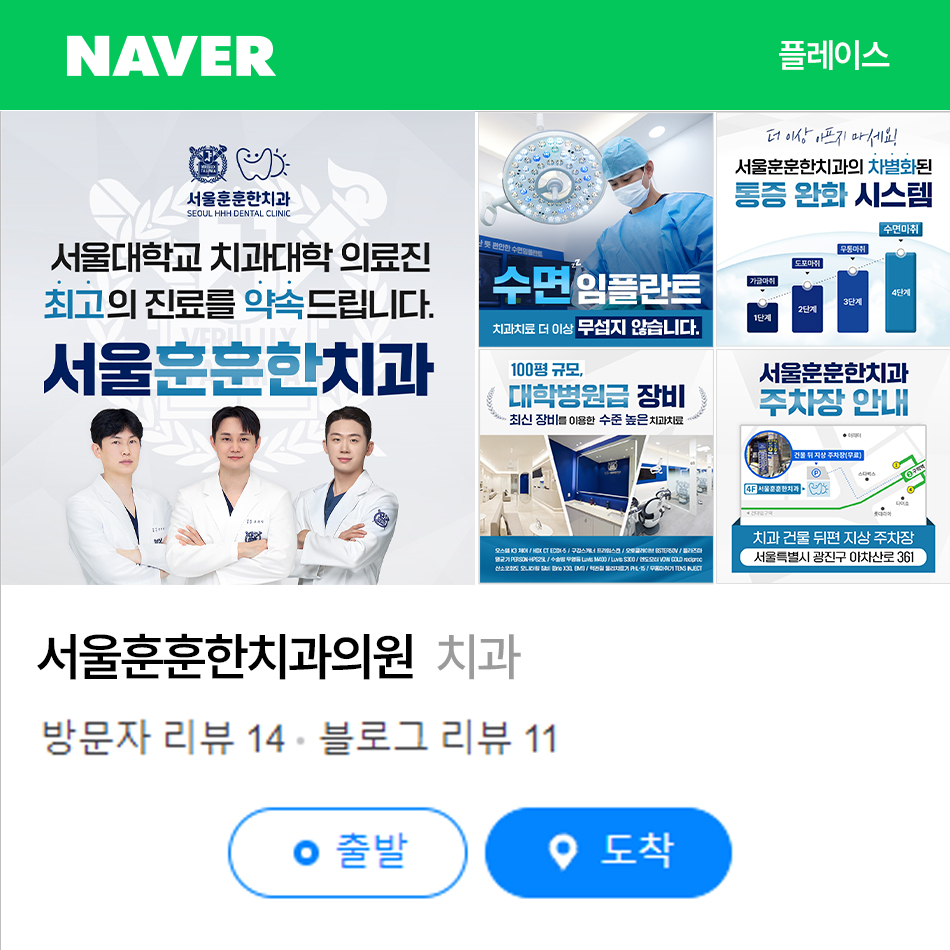 NAVER
플레이스
서울훈훈한치과
SEOUL HHH DENTAL CLINIC
서울대학교 치과대학 의료진
최고의 진료를 약속드립니다.
서울훈훈한치과
수면 임플란트
치과치료 더 이상 무섭지 않습니다.
더 이상 아프지 마세요!
서울훈훈한치과의 차별화된
통증 완화 시스템
가글마취
도포마취
무통마취
수면마취
1단계
2단계
3단계
4단계
100평 규모,
대학병원급 장비
최신 장비를 이용한 수준 높은 치과치료
서울훈훈한치과
주차장 안내
건물 뒤 지상 주차장(무료)
P
4F 서울훈훈한치과
스타벅스
다이소
롯데리아
치과 건물 뒤편 지상 주차장
서울특별시 광진구 아차산로 361
서울훈훈한치과의원 치과
방문자 리뷰 14 · 블로그 리뷰 11
출발
도착